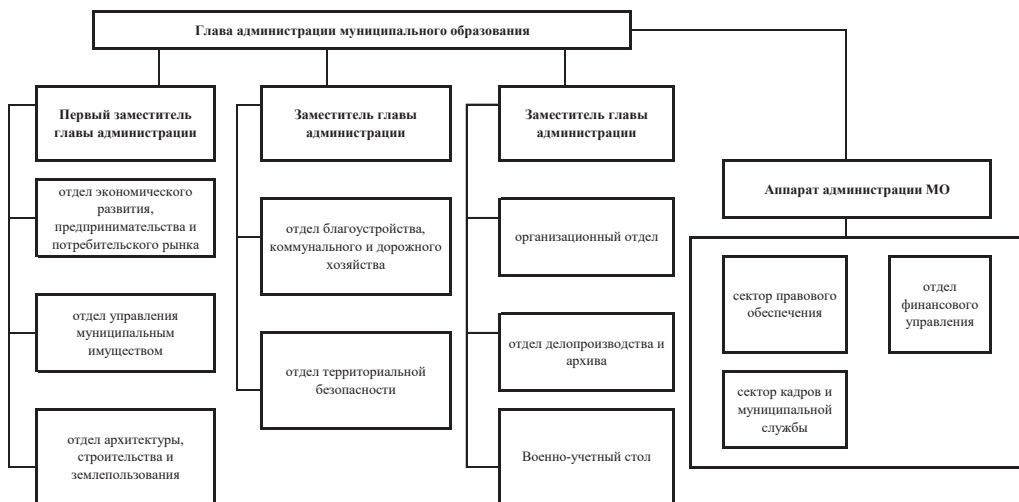 Глава администрации муниципального образования
Первый заместитель
главы администрации
Заместитель главы
администрации
Заместитель главы
администрации
Аппарат администрации МО
отдел экономического
развития,
предпринимательства и
потребительского рынка
отдел благоустройства,
коммунального и дорожного
хозяйства
организационный отдел
сектор правового
обеспечения
отдел
финансового
управления
отдел управления
муниципальным
имуществом
отдел территориальной
безопасности
отдел делопроизводства и
архива
сектор кадров и
муниципальной
службы
отдел архитектуры,
строительства и
землепользования
Военно-учетный стол